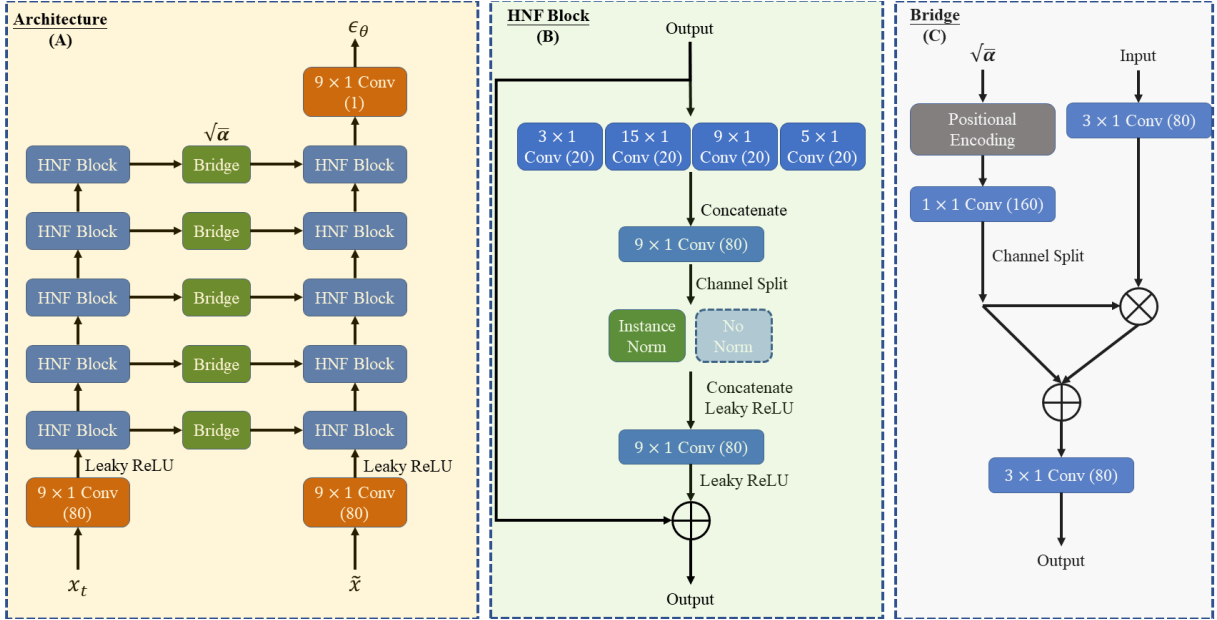 Architecture
(A)
ϵ_θ
9 × 1 Conv
(1)
√ᾱ
HNF Block
Bridge
HNF Block
HNF Block
Bridge
HNF Block
HNF Block
Bridge
HNF Block
HNF Block
Bridge
HNF Block
HNF Block
Bridge
HNF Block
Leaky ReLU
Leaky ReLU
9 × 1 Conv
(80)
9 × 1 Conv
(80)
x_t
x̃
HNF Block
(B)
Output
3 × 1
Conv (20)
15 × 1
Conv (20)
9 × 1
Conv (20)
5 × 1
Conv (20)
Concatenate
9 × 1 Conv (80)
Channel Split
Instance
Norm
No
Norm
Concatenate
Leaky ReLU
9 × 1 Conv (80)
Leaky ReLU
Output
Bridge
(C)
√ᾱ
Input
Positional
Encoding
3 × 1 Conv (80)
1 × 1 Conv (160)
Channel Split
3 × 1 Conv (80)
Output